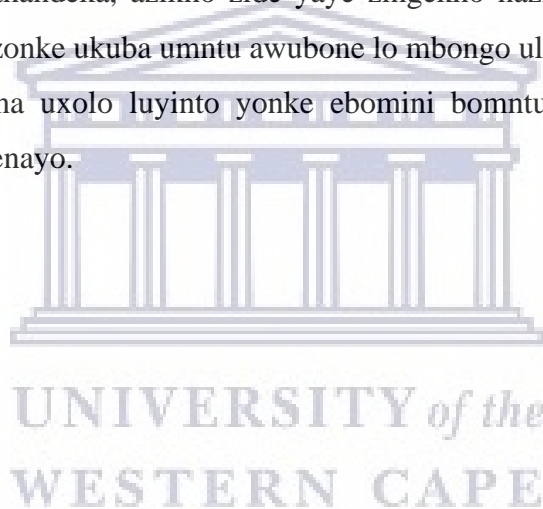 zonke ukuba umntu awubone lo mbongo ul
na uxolo luyinto yonke ebomini bomntu
enayo.
UNIVERSITY of the
WESTERN CAPE